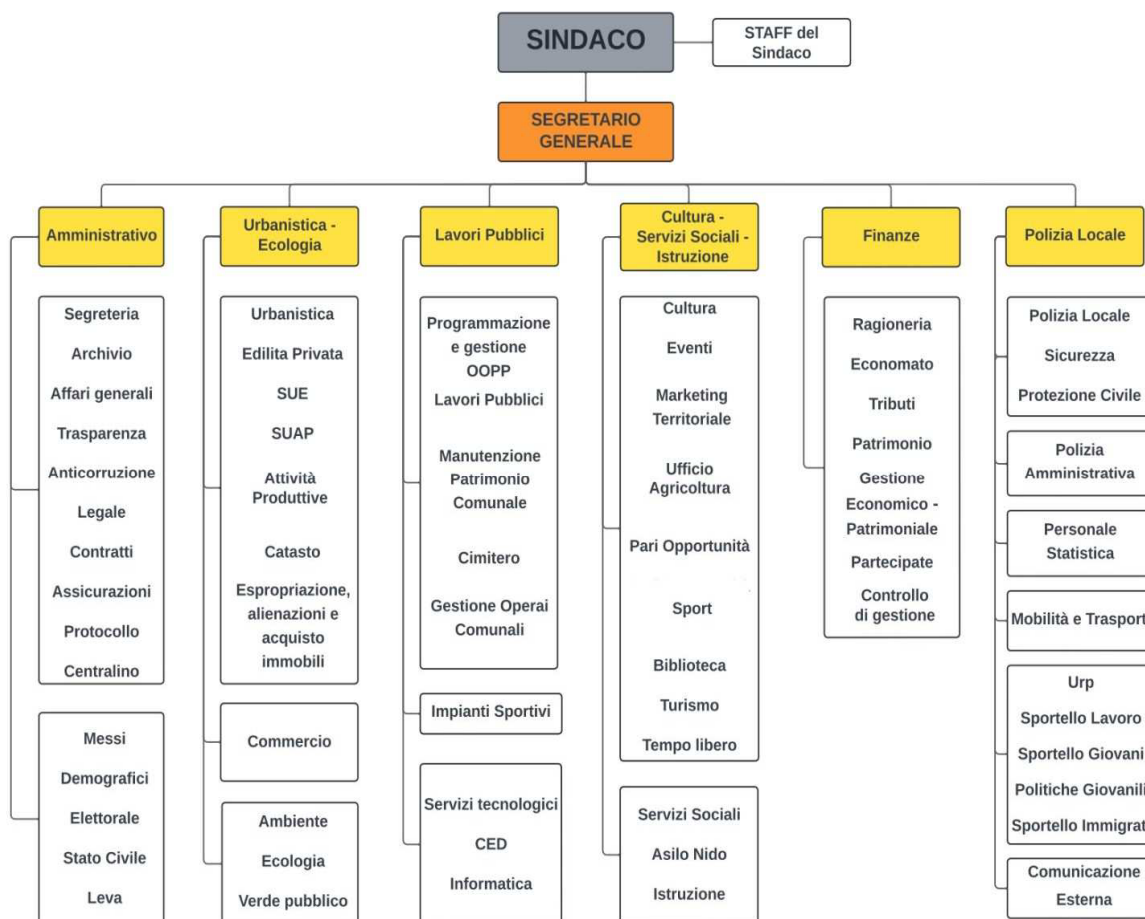 SINDACO
STAFF del
Sindaco
SEGRETARIO
GENERALE
Amministrativo
Segreteria
Archivio
Affari generali
Trasparenza
Anticorruzione
Legale
Contratti
Assicurazioni
Protocollo
Centralino
Messi
Demografici
Elettorale
Stato Civile
Leva
Urbanistica -
Ecologia
Urbanistica
Edilita Privata
SUE
SUAP
Attività
Produttive
Catasto
Espropriazione,
alienazioni e
acquisto
immobili
Commercio
Ambiente
Ecologia
Verde pubblico
Lavori Pubblici
Programmazione
e gestione
OOPP
Lavori Pubblici
Manutenzione
Patrimonio
Comunale
Cimitero
Gestione Operai
Comunali
Impianti Sportivi
Servizi tecnologici
CED
Informatica
Cultura -
Servizi Sociali -
Istruzione
Cultura
Eventi
Marketing
Territoriale
Ufficio
Agricoltura
Pari Opportunità
Sport
Biblioteca
Turismo
Tempo libero
Servizi Sociali
Asilo Nido
Istruzione
Finanze
Ragioneria
Economato
Tributi
Patrimonio
Gestione
Economico -
Patrimoniale
Partecipate
Controllo
di gestione
Polizia Locale
Polizia Locale
Sicurezza
Protezione Civile
Polizia
Amministrativa
Personale
Statistica
Mobilità e Trasport
Urp
Sportello Lavoro
Sportello Giovani
Politiche Giovanili
Sportello Immigrat
Comunicazione
Esterna